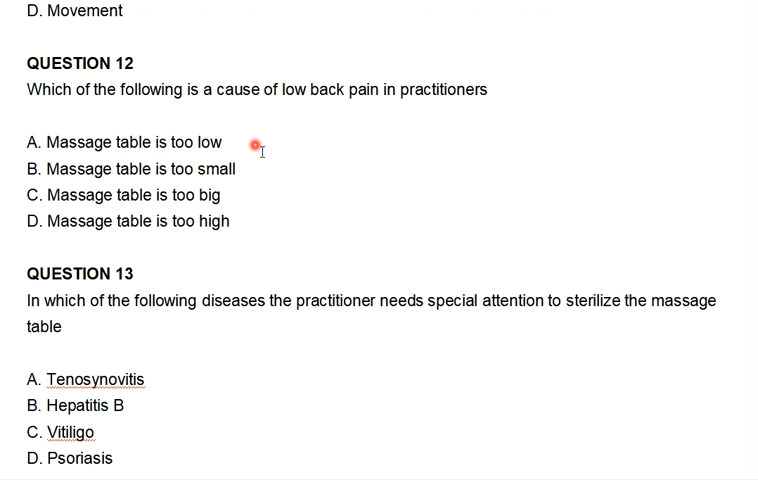 D. Movement
QUESTION 12
Which of the following is a cause of low back pain in practitioners
A. Massage table is too low
B. Massage table is too small
C. Massage table is too big
D. Massage table is too high
QUESTION 13
In which of the following diseases the practitioner needs special attention to sterilize the massage
table
A. Tenosynovitis
B. Hepatitis B
C. Vitiligo
D. Psoriasis